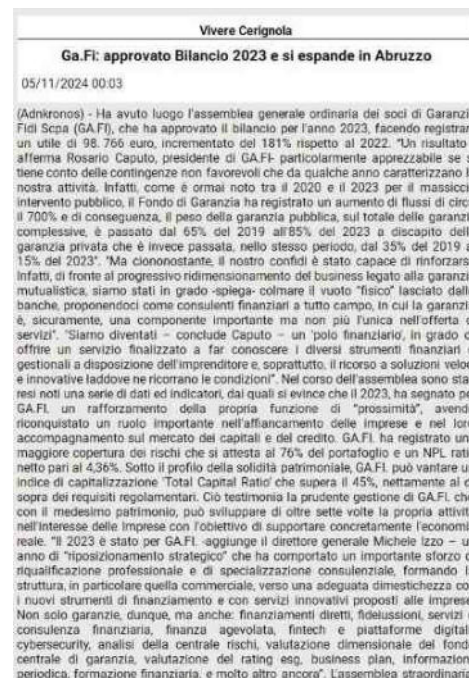 Vivere Cerignola
Ga.Fi: approvato Bilancio 2023 e si espande in Abruzzo
05/11/2024 00:03
(Adnkronos) - Ha avuto luogo l'assemblea generale ordinaria dei soci di Garanzi
Fidi Scpa (GA.FI), che ha approvato il bilancio per l'anno 2023, facendo registrar
un utile di 98. 766 euro, incremento del 181% rispetto al 2022. "Un risultato
afferma Rosario Caputo, presidente di GA.FI- particolarmente apprezzabile se s
tiene conto delle contingenze non favorevoli che da qualche anno caratterizzano l
nostra attività. Infatti, come è ormai noto tra il 2020 e il 2023 per il massicci
intervento pubblico, il Fondo di Garanzia ha registrato un aumento di flussi di circ
il 700% e di conseguenza, il peso della garanzia pubblica, sul totale delle garanzi
complessive, è passato dal 65% del 2019 all'85% del 2023 a discapito dell
garanzia privata che è invece passata, nello stesso periodo, dal 35% del 2019 a
15% del 2023". "Ma ciononostante, il nostro confidi è stato capace di rinforzars
Infatti, di fronte al progressivo ridimensionamento del business legato alla garanzi
mutualistica, siamo stati in grado -spiega- colmare il vuoto "fisico" lasciato dall
banche, proponendoci come consulenti finanziari a tutto campo, in cui la garanzi
è, sicuramente, una componente importante ma non più l'unica nell'offerta d
servizi". "Siamo diventati – conclude Caputo – un 'polo finanziario', in grado d
offrire un servizio finalizzato a far conoscere i diversi strumenti finanziari e
gestionali a disposizione dell'imprenditore e, soprattutto, il ricorso a soluzioni veloc
e innovative laddove ne ricorrano le condizioni". Nel corso dell'assemblea sono stat
resi noti una serie di dati ed indicatori, dai quali si evince che il 2023, ha segnato pe
GA.FI. un rafforzamento della propria funzione di "prossimità", avend
riconquistato un ruolo importante nell'affiancamento delle imprese e nel lor
accompagnamento sul mercato dei capitali e del credito. GA.FI. ha registrato un
maggiore copertura dei rischi che si attesta al 76% del portafoglio e un NPL rati
netto pari al 4,36%. Sotto il profilo della solidità patrimoniale, GA.FI. può vantare u
indice di capitalizzazione 'Total Capital Ratio' che supera il 45%, nettamente al d
sopra dei requisiti regolamentari. Ciò testimonia la prudente gestione di GA.FI. che
con il medesimo patrimonio, può sviluppare di oltre sette volte la propria attivit
nell'interesse delle Imprese con l'obiettivo di supportare concretamente l'economi
reale. "Il 2023 è stato per GA.FI. -aggiunge il direttore generale Michele Izzo – u
anno di "riposizionamento strategico" che ha comportato un importante sforzo d
riqualificazione professionale e di specializzazione consulenziale, formando l
struttura, in particolare quella commerciale, verso una adeguata dimestichezza co
i nuovi strumenti di finanziamento e con servizi innovativi proposti alle imprese
Non solo garanzie, dunque, ma anche: finanziamenti diretti, fideiussioni, servizi d
consulenza finanziaria, finanza agevolata, fintech e piattaforme digital
cybersecurity, analisi della centrale rischi, valutazione dimensionale del fond
centrale di garanzia, valutazione del rating esg, business plan, informazion
periodica, formazione finanziaria, e molto altro ancora". L'assemblea straordinari